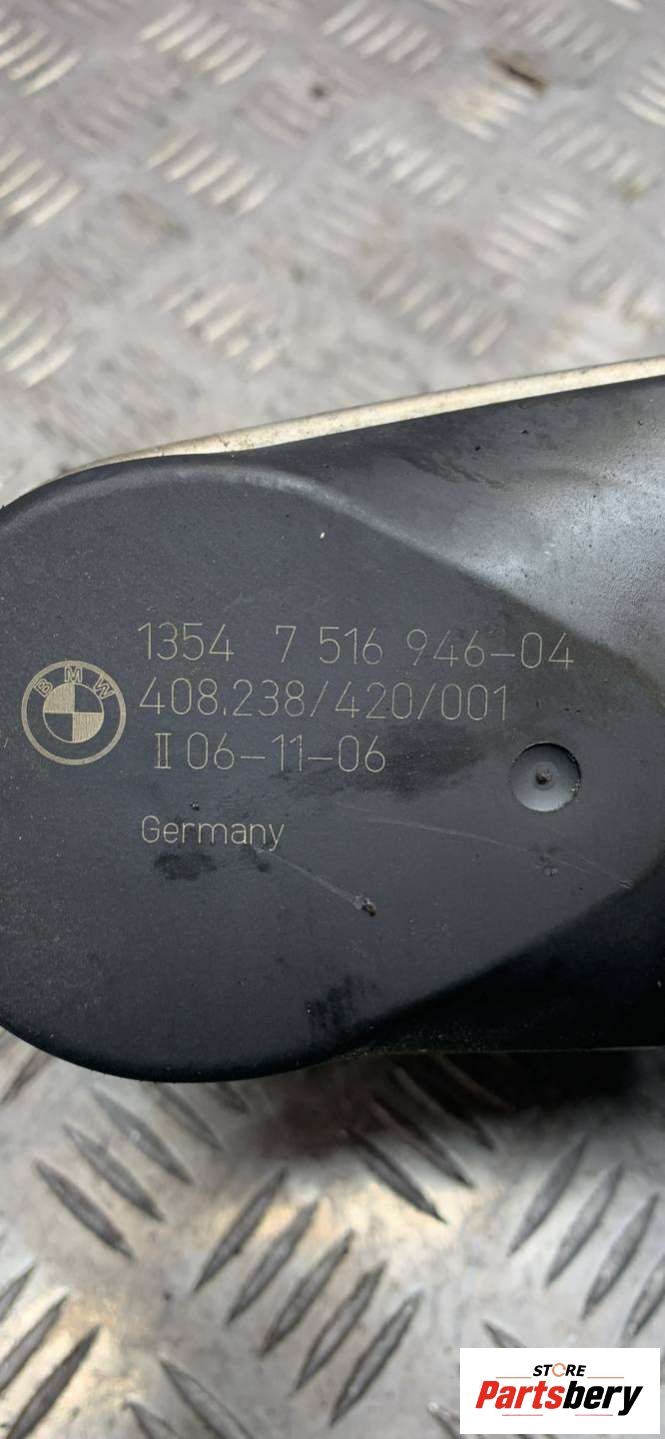 1354 7 516 946-04
BMW
408.238/420/001
II 06-11-06
Germany
STORE
Partsbery